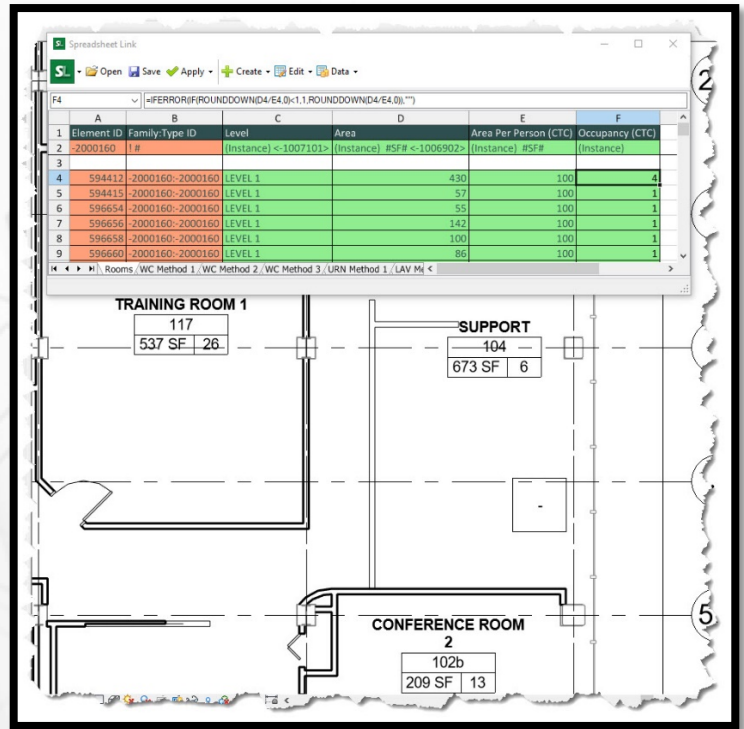 Spreadsheet Link
SL Open Save Apply Create Edit Data
F4 =IFERROR(IF(ROUNDDOWN(D4/E4,0)<1,1,ROUNDDOWN(D4/E4,0)),"")
A B C D E F
1 Element ID Family:Type ID Level Area Area Per Person (CTC) Occupancy (CTC)
2 -2000160 ! # (Instance) <-1007101> (Instance) #SF# <-1006902> (Instance) #SF# (Instance)
3
4 594412 -2000160:-2000160 LEVEL 1 430 100 4
5 594415 -2000160:-2000160 LEVEL 1 57 100 1
6 596654 -2000160:-2000160 LEVEL 1 55 100 1
7 596656 -2000160:-2000160 LEVEL 1 142 100 1
8 596658 -2000160:-2000160 LEVEL 1 100 100 1
9 596660 -2000160:-2000160 LEVEL 1 86 100 1
Rooms WC Method 1 WC Method 2 WC Method 3 URN Method 1 LAV Me
2
TRAINING ROOM 1
117
537 SF 26
SUPPORT
104
673 SF 6
-
5
CONFERENCE ROOM
2
102b
209 SF 13